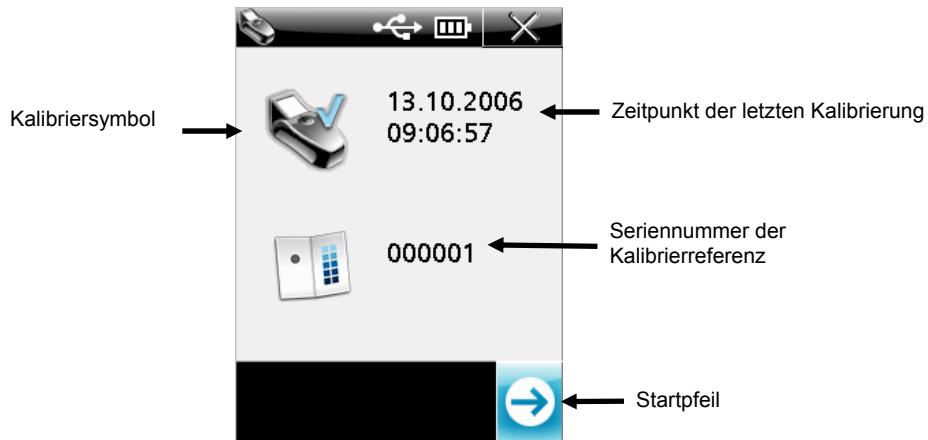 Kalibriersymbol
13.10.2006
09:06:57
Zeitpunkt der letzten Kalibrierung
000001
Seriennummer der
Kalibrierreferenz
Startpfeil